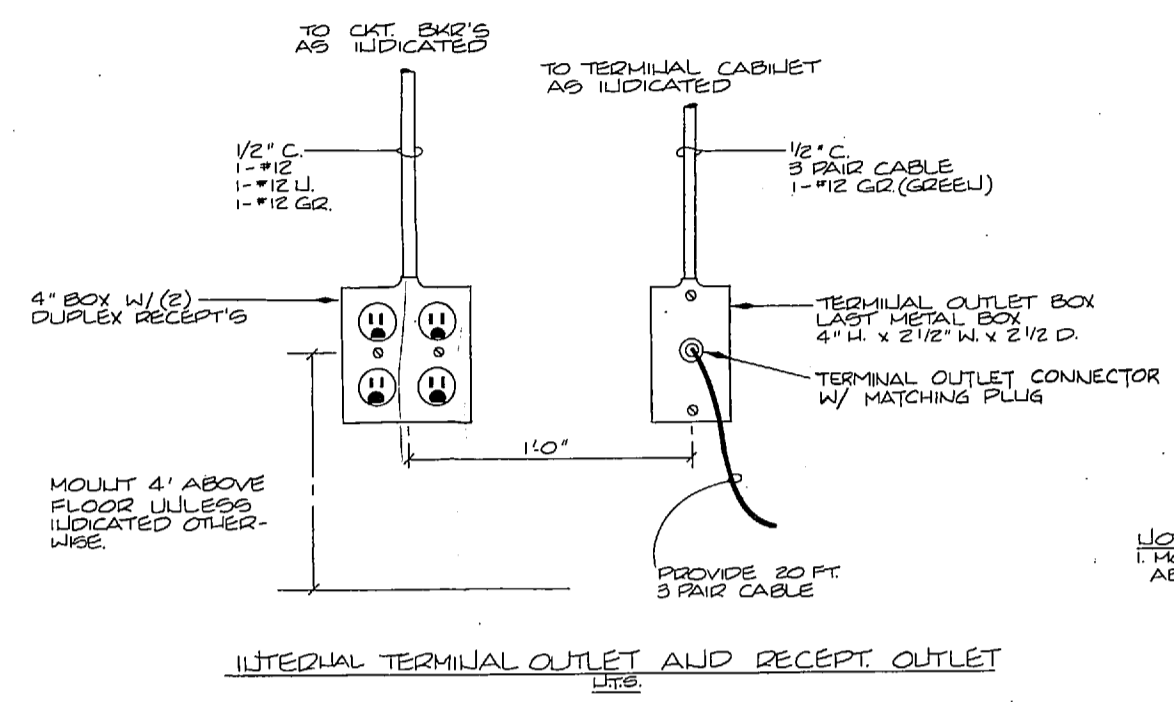 TO CKT. BKR'S
AS INDICATED
TO TERMINAL CABINET
AS INDICATED
1/2" C.
1-#12
1-#12 N.
1-#12 GR.
1/2" C.
3 PAIR CABLE
1-#12 GR.(GREEN)
4" BOX W/(2)
DUPLEX RECEPT'S
TERMINAL OUTLET BOX
LAST METAL BOX
4" H. x 2 1/2" W. x 2 1/2 D.
TERMINAL OUTLET CONNECTOR
W/ MATCHING PLUG
1'-0"
MOUNT 4' ABOVE
FLOOR UNLESS
INDICATED OTHER-
WISE.
PROVIDE 20 FT.
3 PAIR CABLE
1.
INTERNAL TERMINAL OUTLET AND RECEPT. OUTLET
N.T.S.